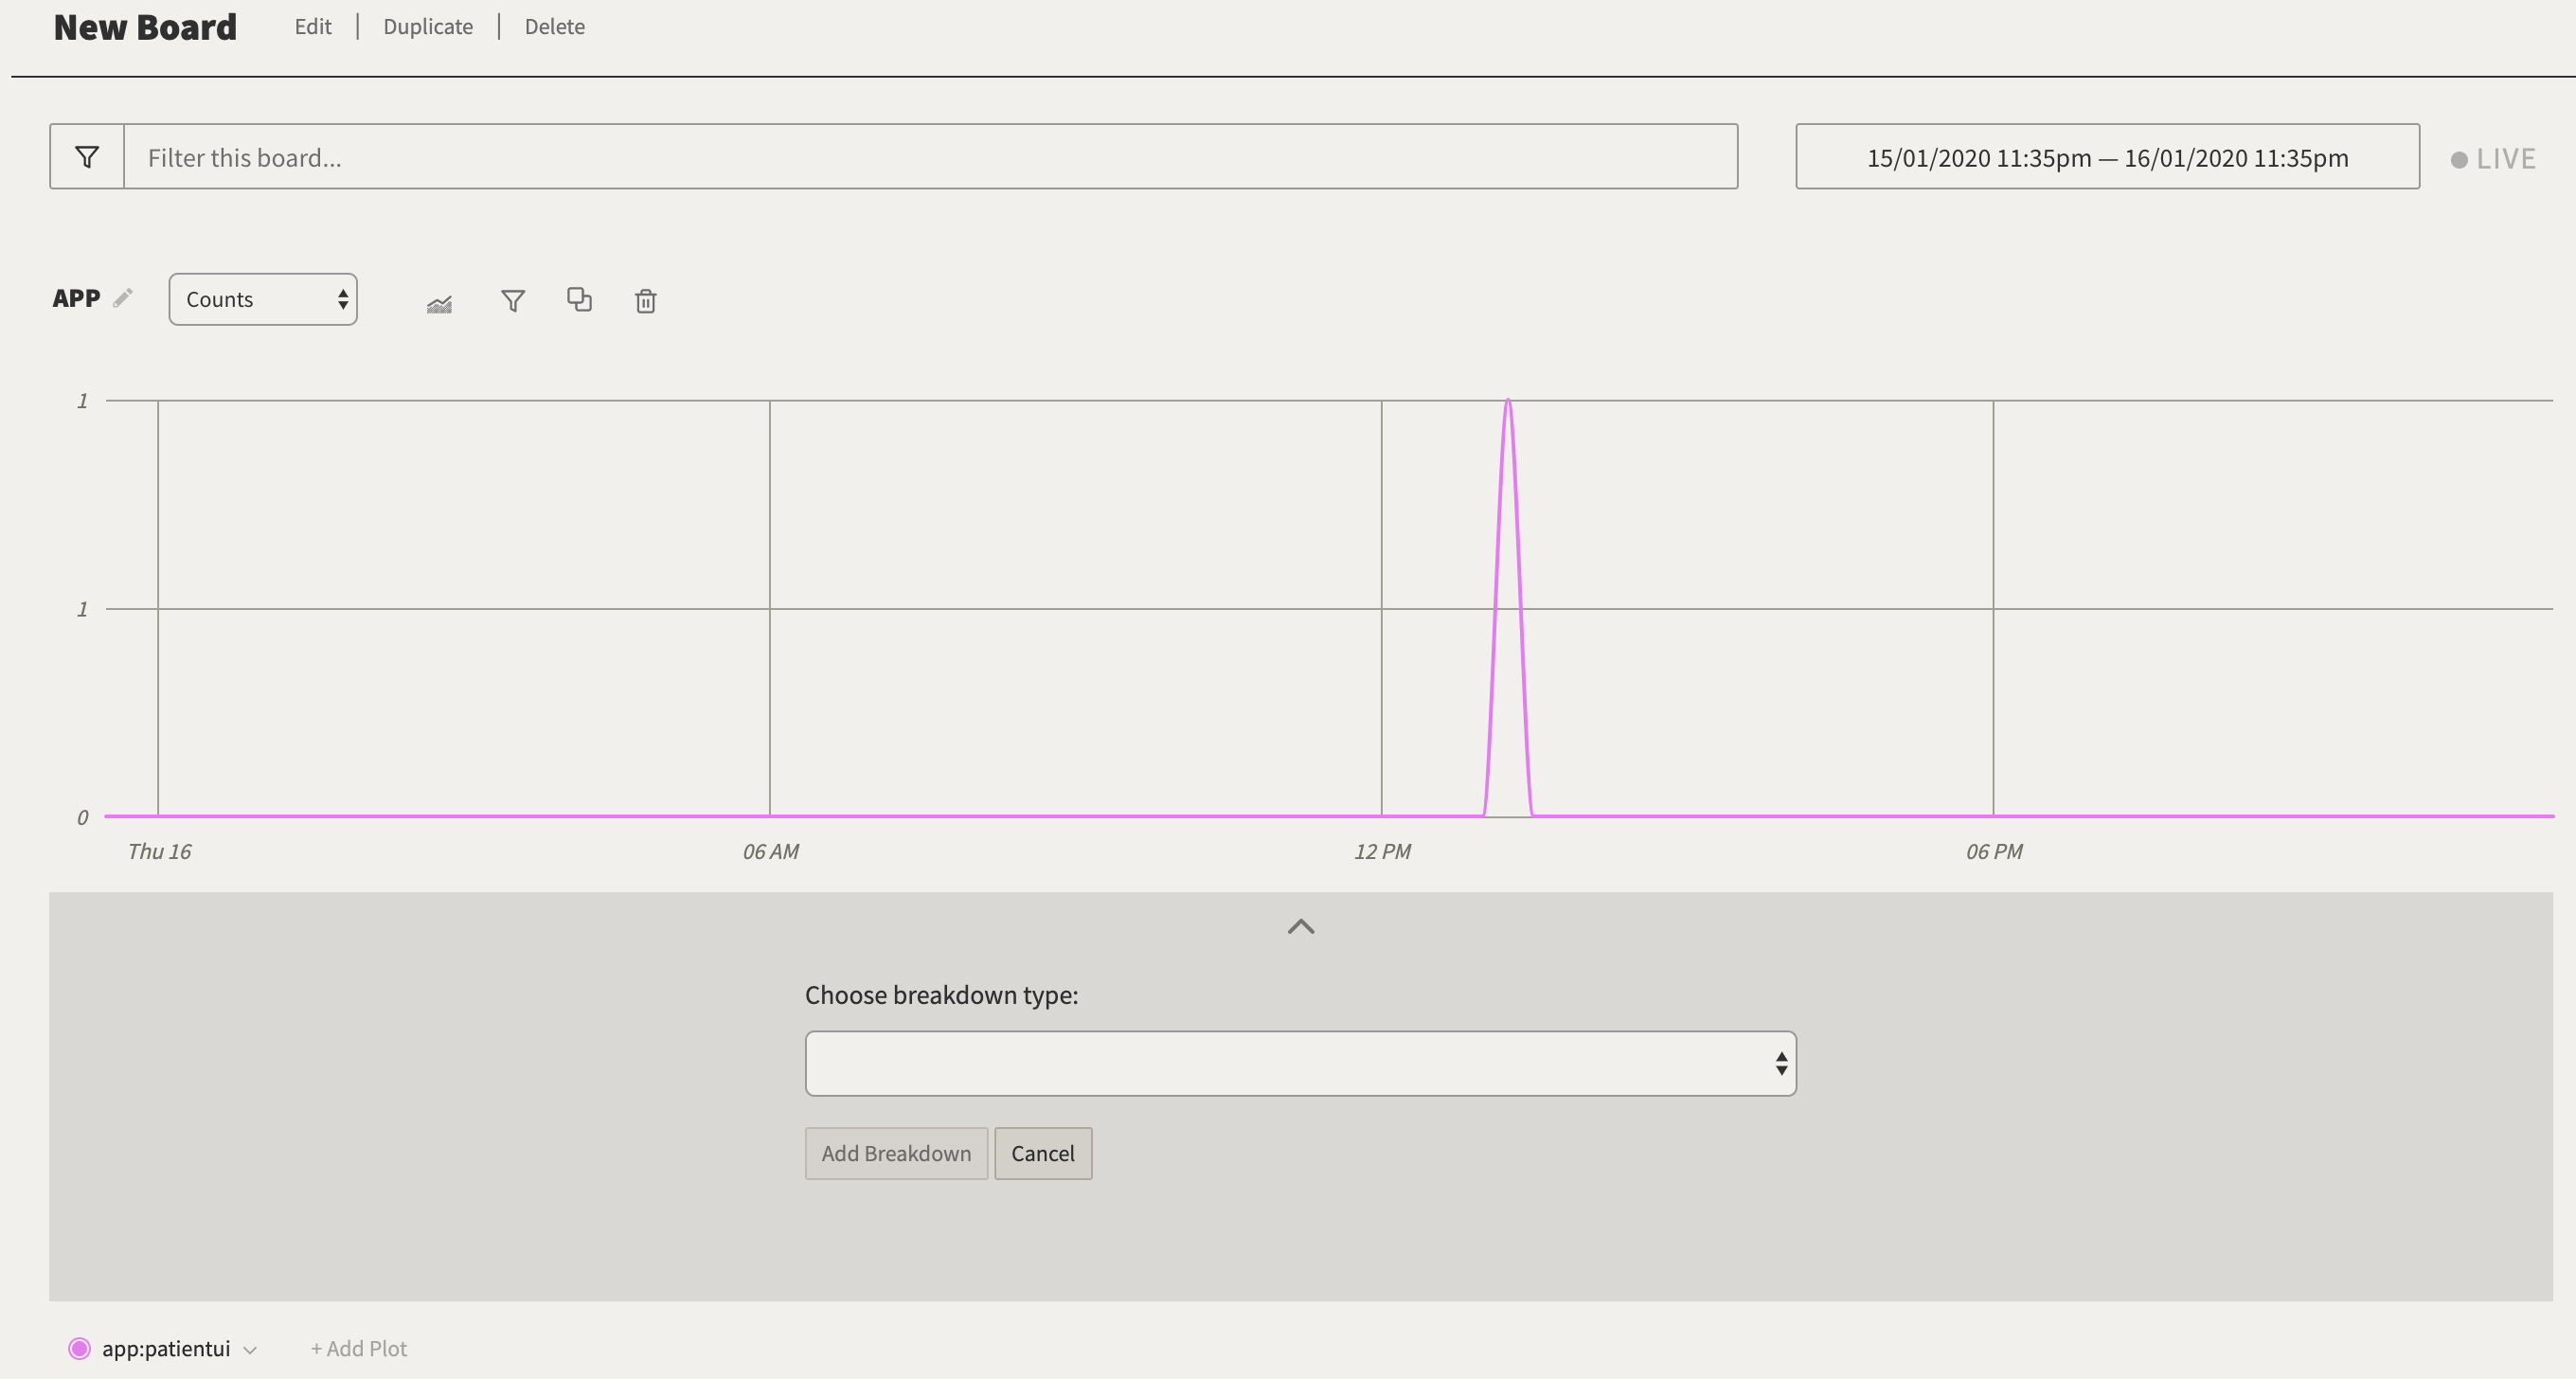 New Board Edit | Duplicate | Delete
Filter this board... 15/01/2020 11:35pm — 16/01/2020 11:35pm LIVE
APP Counts
1
1
0
Thu 16 06 AM 12 PM 06 PM
Choose breakdown type:
Add Breakdown Cancel
app:patientui + Add Plot